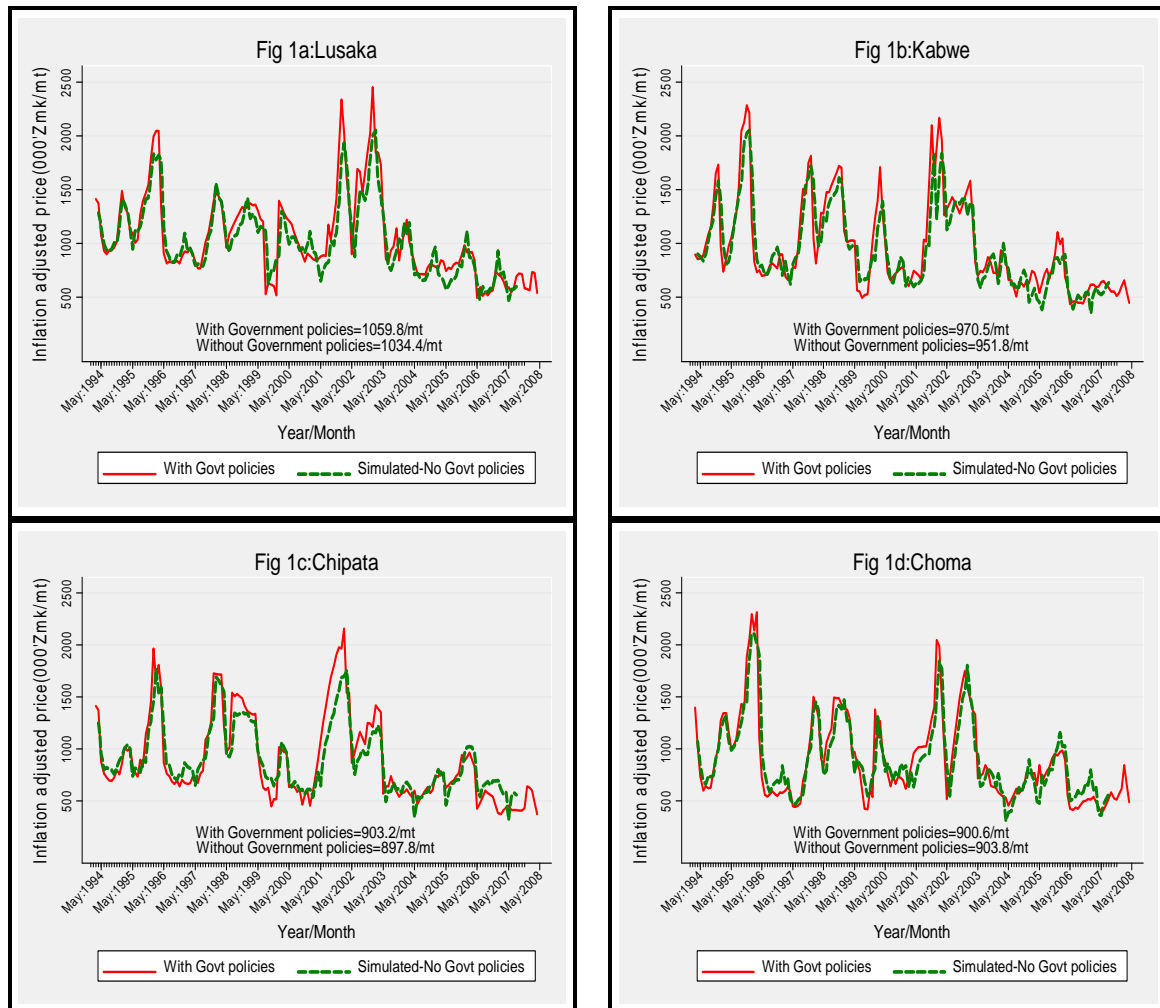 Fig 1a:Lusaka
Inflation adjusted price(000'Zmk/mt)
2500
2000
1500
1000
500
With Government policies=1059.8/mt
Without Government policies=1034.4/mt
May:1994
May:1995
May:1996
May:1997
May:1998
May:1999
May:2000
May:2001
May:2002
May:2003
May:2004
May:2005
May:2006
May:2007
May:2008
Year/Month
With Govt policies
Simulated-No Govt policies
Fig 1b:Kabwe
Inflation adjusted price(000'Zmk/mt)
2500
2000
1500
1000
500
With Government policies=970.5/mt
Without Government policies=951.8/mt
May:1994
May:1995
May:1996
May:1997
May:1998
May:1999
May:2000
May:2001
May:2002
May:2003
May:2004
May:2005
May:2006
May:2007
May:2008
Year/Month
With Govt policies
Simulated-No Govt policies
Fig 1c:Chipata
Inflation adjusted price(000'Zmk/mt)
2500
2000
1500
1000
500
With Government policies=903.2/mt
Without Government policies=897.8/mt
May:1994
May:1995
May:1996
May:1997
May:1998
May:1999
May:2000
May:2001
May:2002
May:2003
May:2004
May:2005
May:2006
May:2007
May:2008
Year/Month
With Govt policies
Simulated-No Govt policies
Fig 1d:Choma
Inflation adjusted price(000'Zmk/mt)
2500
2000
1500
1000
500
With Government policies=900.6/mt
Without Government policies=903.8/mt
May:1994
May:1995
May:1996
May:1997
May:1998
May:1999
May:2000
May:2001
May:2002
May:2003
May:2004
May:2005
May:2006
May:2007
May:2008
Year/Month
With Govt policies
Simulated-No Govt policies